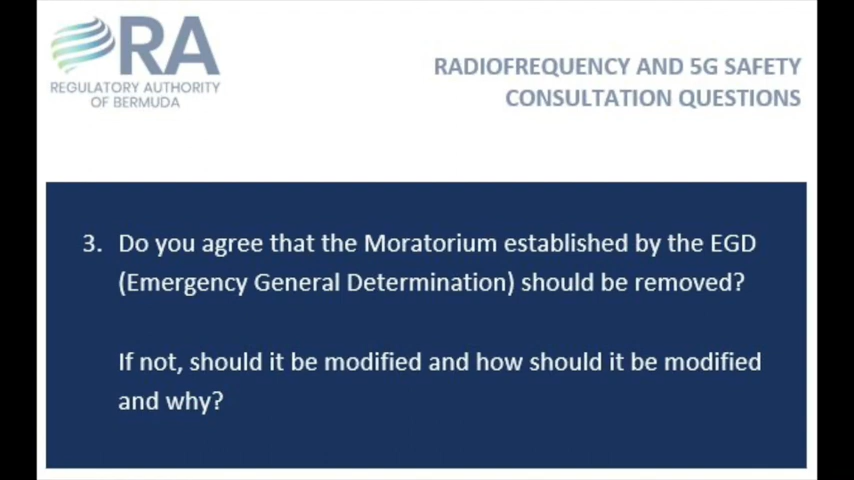 RA
REGULATORY AUTHORITY
OF BERMUDA
RADIOFREQUENCY AND 5G SAFETY
CONSULTATION QUESTIONS
3. Do you agree that the Moratorium established by the EGD
(Emergency General Determination) should be removed?
If not, should it be modified and how should it be modified
and why?